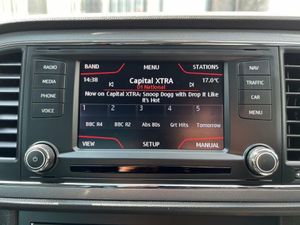 BAND MENU STATIONS
14:38 Capital XTRA 17.0°C
D1 National
Now on Capital XTRA: Snoop Dogg with Drop It Like
It's Hot
1 2 3 4 5
BBC R4 BBC R2 Abs 80s Grt Hits Tomorrow
VIEW SETUP MANUAL
RADIO
MEDIA
PHONE
VOICE
NAV
TRAFFIC
CAR
MENU